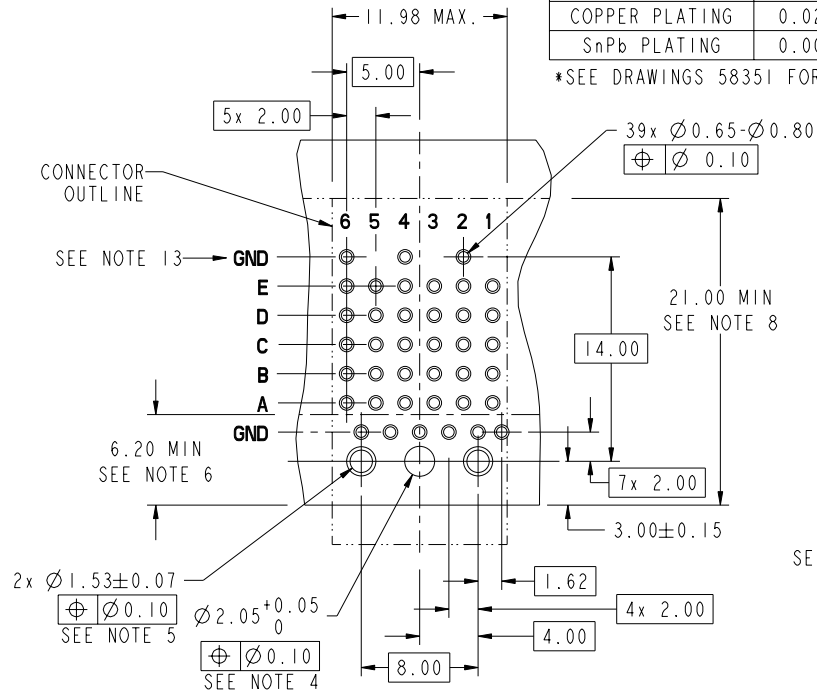 11.98 MAX.
COPPER PLATING 0.02
SnPb PLATING 0.00
*SEE DRAWINGS 58351 FOR
5.00
5x 2.00
39x Ø0.65-Ø0.80
⌖ Ø 0.10
CONNECTOR
OUTLINE
6 5 4 3 2 1
SEE NOTE 13 GND
E
D
C
B
A
GND
21.00 MIN
SEE NOTE 8
14.00
6.20 MIN
SEE NOTE 6
7x 2.00
3.00±0.15
SE
2x Ø1.53±0.07
⌖ Ø0.10
SEE NOTE 5
Ø2.05 +0.05
0
⌖ Ø0.10
SEE NOTE 4
1.62
4x 2.00
4.00
8.00